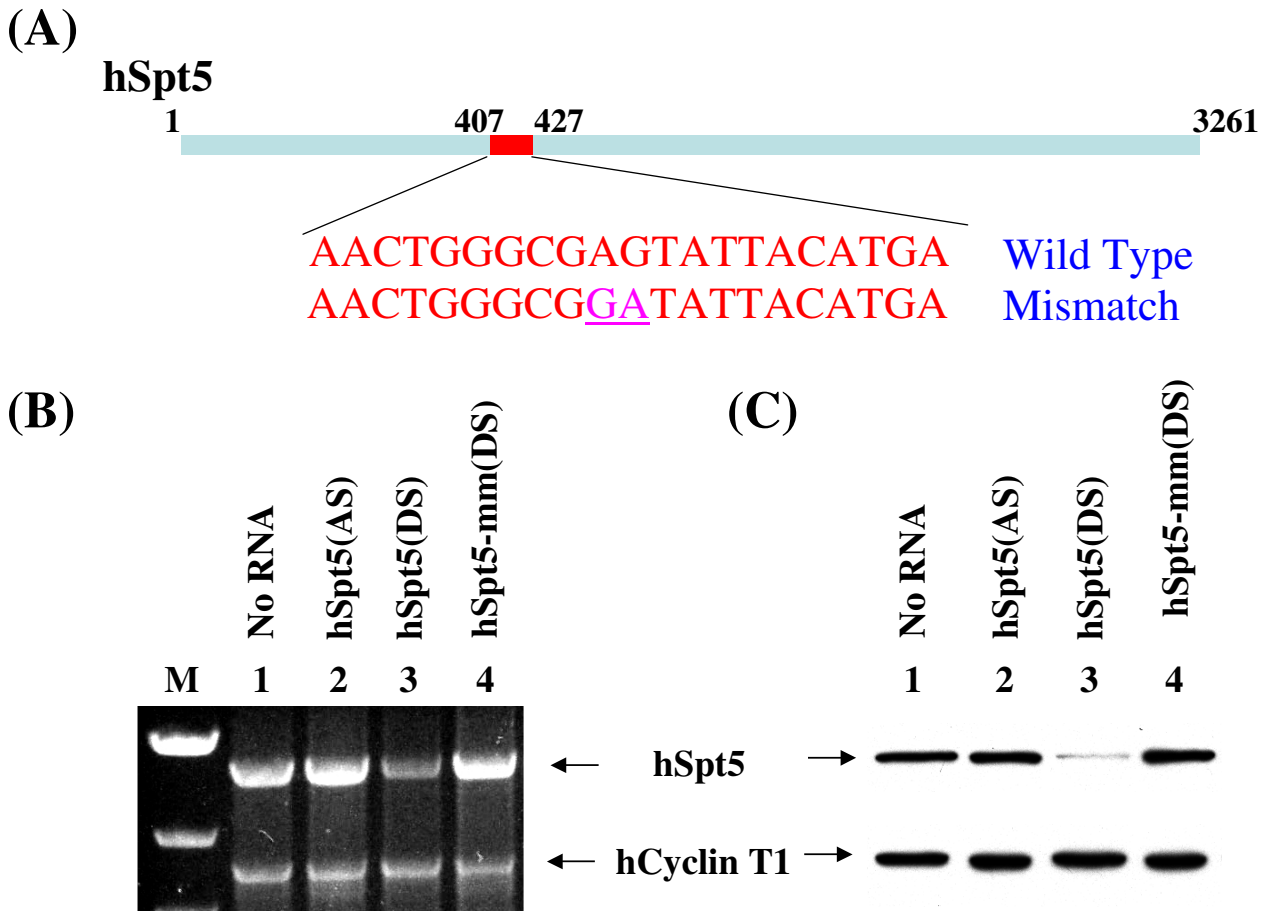 (A)
hSpt5
1 407 427 3261
AACTGGGCGAGTATTACATGA Wild Type
AACTGGGCGGATATTACATGA Mismatch
(B)
No RNA
hSpt5(AS)
hSpt5(DS)
hSpt5-mm(DS)
M 1 2 3 4
(C)
No RNA
hSpt5(AS)
hSpt5(DS)
hSpt5-mm(DS)
1 2 3 4
hSpt5
hCyclin T1